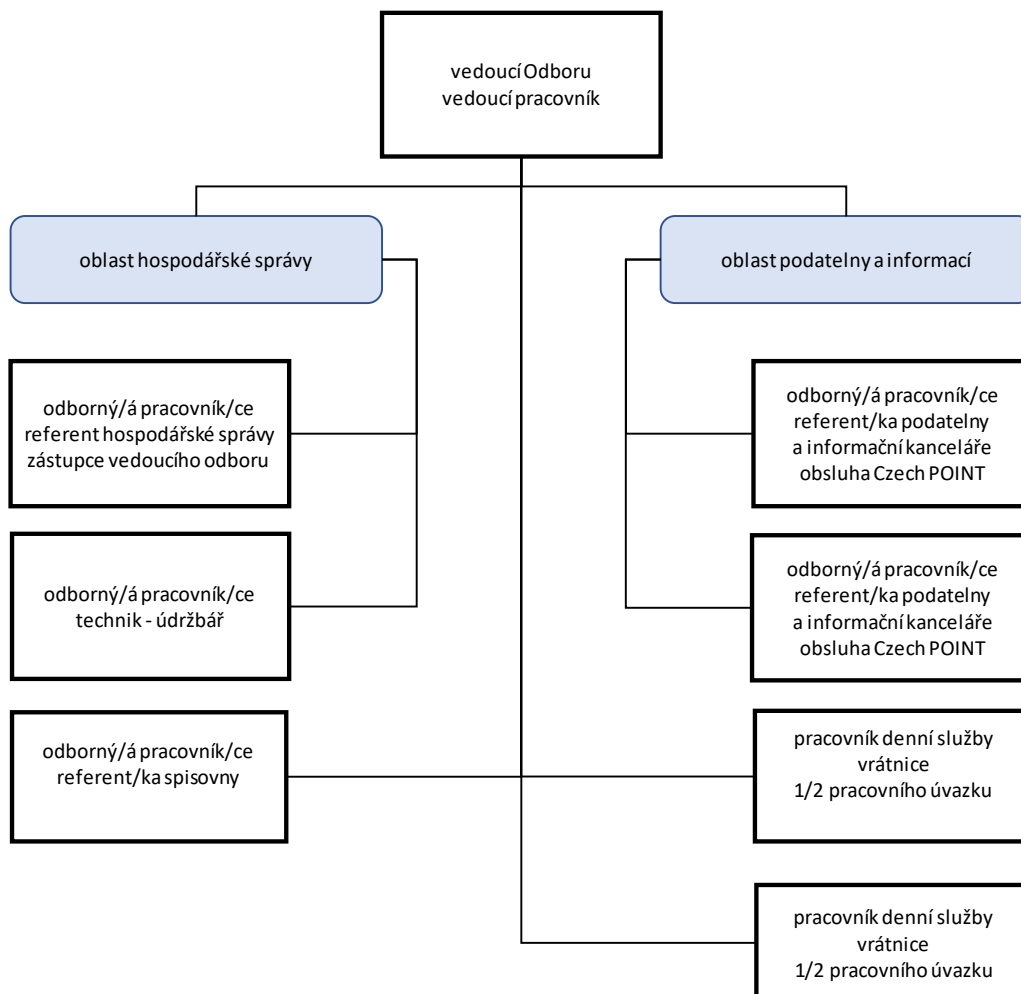 vedoucí Odboru
vedoucí pracovník
oblast hospodářské správy
oblast podatelny a informací
odborný/á pracovník/ce
referent hospodářské správy
zástupce vedoucího odboru
odborný/á pracovník/ce
referent/ka podatelny
a informační kanceláře
obsluha Czech POINT
odborný/á pracovník/ce
technik - údržbář
odborný/á pracovník/ce
referent/ka podatelny
a informační kanceláře
obsluha Czech POINT
odborný/á pracovník/ce
referent/ka spisovny
pracovník denní služby
vrátnice
1/2 pracovního úvazku
pracovník denní služby
vrátnice
1/2 pracovního úvazku